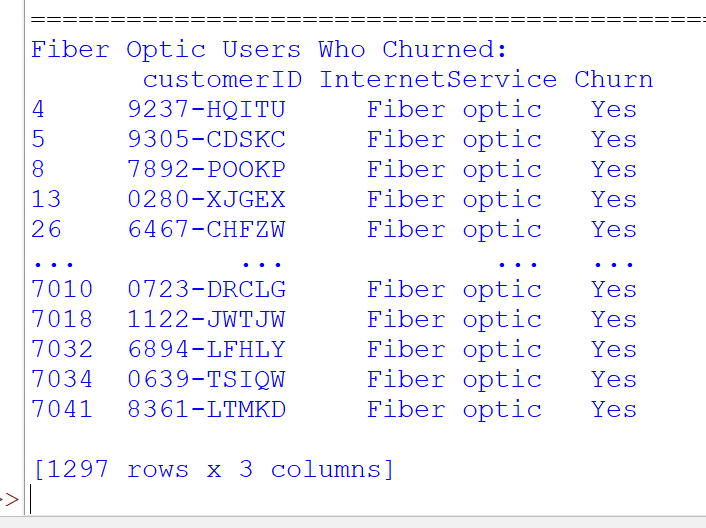 ================================================
Fiber Optic Users Who Churned:
customerID InternetService Churn
4 9237-HQITU Fiber optic Yes
5 9305-CDSKC Fiber optic Yes
8 7892-POOKP Fiber optic Yes
13 0280-XJGEX Fiber optic Yes
26 6467-CHFZW Fiber optic Yes
... ... ... ...
7010 0723-DRCLG Fiber optic Yes
7018 1122-JWTJW Fiber optic Yes
7032 6894-LFHLY Fiber optic Yes
7034 0639-TSIQW Fiber optic Yes
7041 8361-LTMKD Fiber optic Yes
[1297 rows x 3 columns]
>>